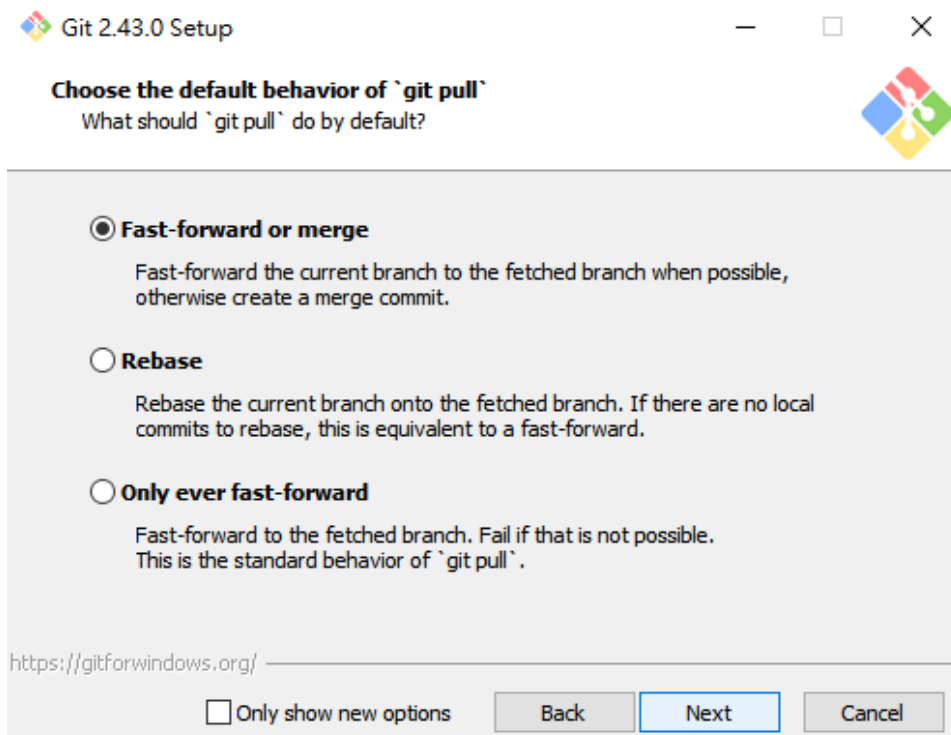 Git 2.43.0 Setup
Choose the default behavior of `git pull`
What should `git pull` do by default?
Fast-forward or merge
Fast-forward the current branch to the fetched branch when possible,
otherwise create a merge commit.
Rebase
Rebase the current branch onto the fetched branch. If there are no local
commits to rebase, this is equivalent to a fast-forward.
Only ever fast-forward
Fast-forward to the fetched branch. Fail if that is not possible.
This is the standard behavior of `git pull`.
https://gitforwindows.org/
Only show new options Back Next Cancel